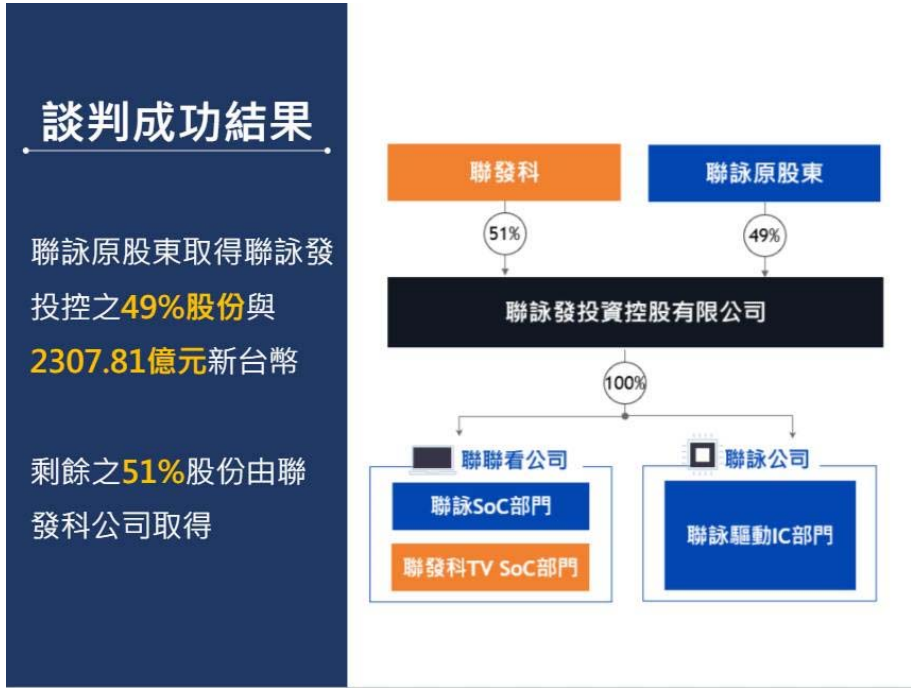 談判成功結果
聯詠原股東取得聯詠發
投控之49%股份與
2307.81億元新台幣
剩餘之51%股份由聯
發科公司取得
聯發科
聯詠原股東
51%
49%
聯詠發投資控股有限公司
100%
聯聯看公司
聯詠SoC部門
聯發科TV SoC部門
聯詠公司
聯詠驅動IC部門